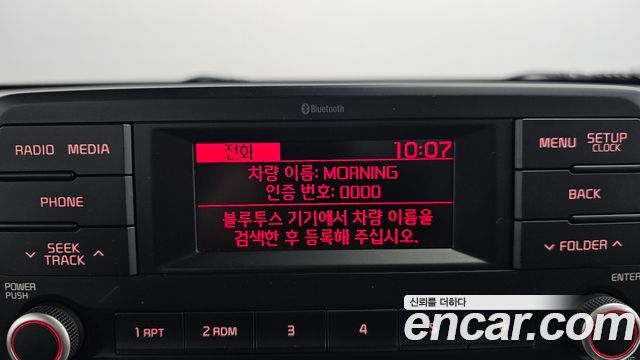 Bluetooth
RADIO MEDIA
전화 10:07
MENU SETUP
CLOCK
차량 이름: MORNING
인증 번호: 0000
PHONE
BACK
블루투스 기기에서 차량 이름을
검색한 후 등록해 주십시오.
SEEK
TRACK
FOLDER
POWER
PUSH
ENTER
1 RPT 2 RDM 3 4
신뢰를 더하다
encar.com